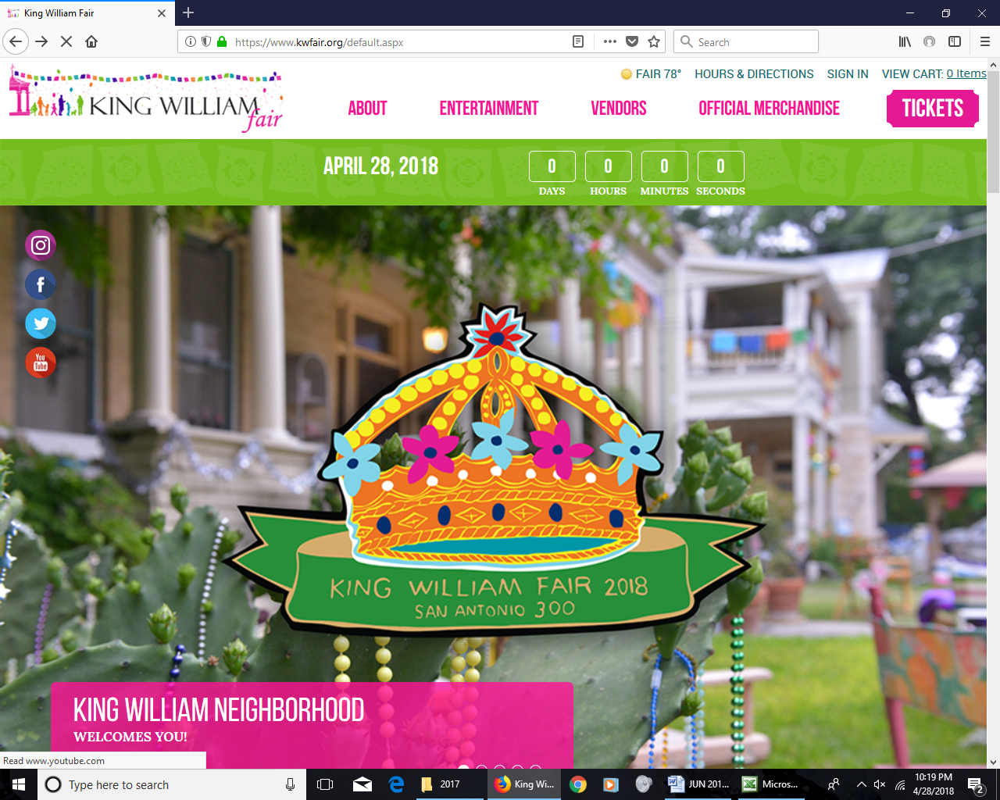 King William Fair
https://www.kwfair.org/default.aspx
Search
FAIR 78° HOURS & DIRECTIONS SIGN IN VIEW CART: 0 Items
KING WILLIAM
fair
ABOUT ENTERTAINMENT VENDORS OFFICIAL MERCHANDISE TICKETS
APRIL 28, 2018
0 0 0 0
DAYS HOURS MINUTES SECONDS
You
Tube
KING WILLIAM FAIR 2018
SAN ANTONIO 300
KING WILLIAM NEIGHBORHOOD
WELCOMES YOU!
Read www.youtube.com
Type here to search
2017
King Wi...
JUN 201...
Micros...
10:19 PM
4/28/2018
2